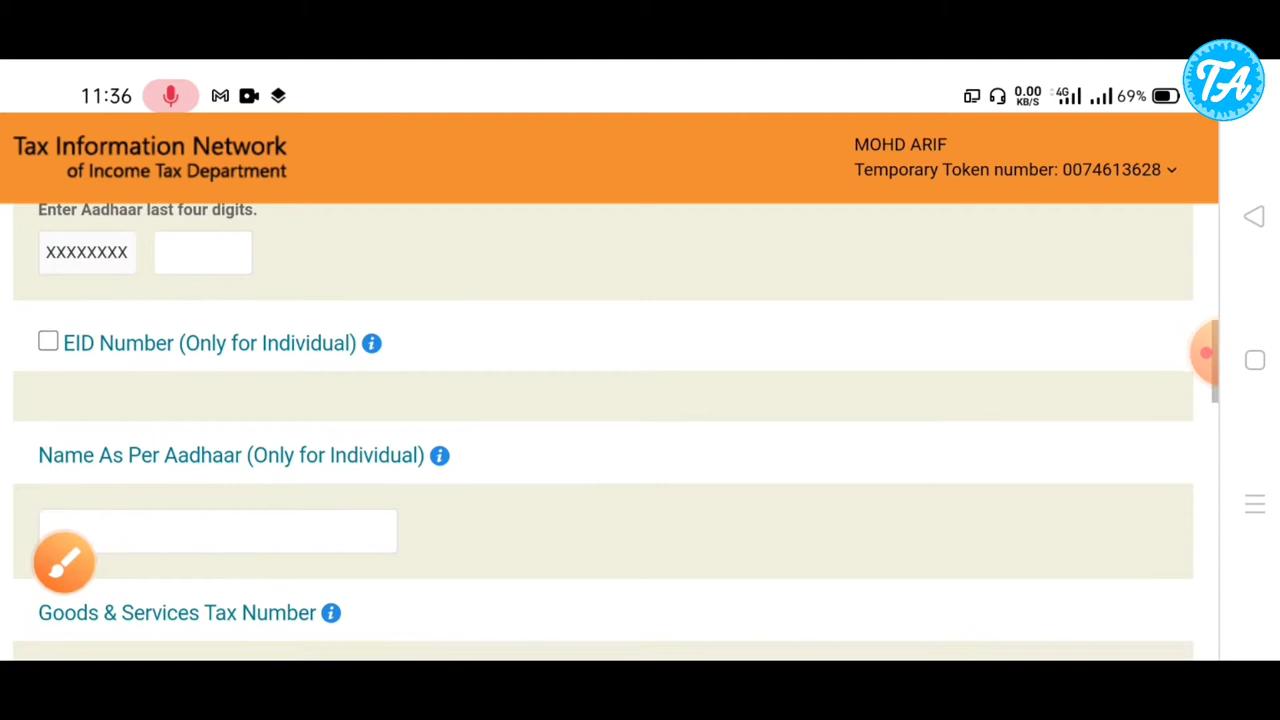 11:36
0.00
KB/S
4G
69%
TA
Tax Information Network
of Income Tax Department
MOHD ARIF
Temporary Token number: 0074613628
Enter Aadhaar last four digits.
XXXXXXXX
EID Number (Only for Individual)
Name As Per Aadhaar (Only for Individual)
Goods & Services Tax Number